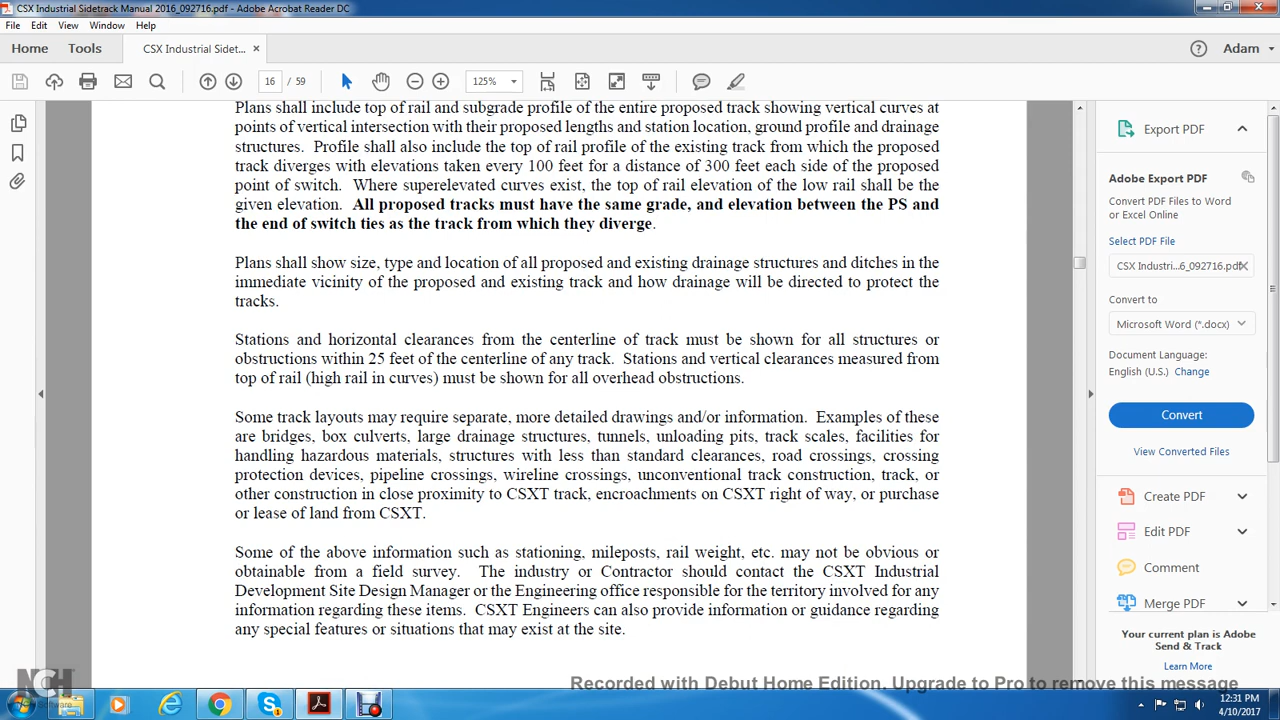 CSX Industrial Sidetrack Manual 2016_092716.pdf - Adobe Acrobat Reader DC
File Edit View Window Help
Home Tools CSX Industrial Sidet... × Adam
16 / 59 125%
Plans shall include top of rail and subgrade profile of the entire proposed track showing vertical curves at
points of vertical intersection with their proposed lengths and station location, ground profile and drainage
structures. Profile shall also include the top of rail profile of the existing track from which the proposed
track diverges with elevations taken every 100 feet for a distance of 300 feet each side of the proposed
point of switch. Where superelevated curves exist, the top of rail elevation of the low rail shall be the
given elevation. All proposed tracks must have the same grade, and elevation between the PS and
the end of switch ties as the track from which they diverge.
Plans shall show size, type and location of all proposed and existing drainage structures and ditches in the
immediate vicinity of the proposed and existing track and how drainage will be directed to protect the
tracks.
Stations and horizontal clearances from the centerline of track must be shown for all structures or
obstructions within 25 feet of the centerline of any track. Stations and vertical clearances measured from
top of rail (high rail in curves) must be shown for all overhead obstructions.
Some track layouts may require separate, more detailed drawings and/or information. Examples of these
are bridges, box culverts, large drainage structures, tunnels, unloading pits, track scales, facilities for
handling hazardous materials, structures with less than standard clearances, road crossings, crossing
protection devices, pipeline crossings, wireline crossings, unconventional track construction, track, or
other construction in close proximity to CSXT track, encroachments on CSXT right of way, or purchase
or lease of land from CSXT.
Some of the above information such as stationing, mileposts, rail weight, etc. may not be obvious or
obtainable from a field survey. The industry or Contractor should contact the CSXT Industrial
Development Site Design Manager or the Engineering office responsible for the territory involved for any
information regarding these items. CSXT Engineers can also provide information or guidance regarding
any special features or situations that may exist at the site.
Export PDF
Adobe Export PDF
Convert PDF Files to Word
or Excel Online
Select PDF File
CSX Industri...6_092716.pdf
Convert to
Microsoft Word (*.docx)
Document Language:
English (U.S.) Change
Convert
View Converted Files
Create PDF
Edit PDF
Comment
Merge PDF
Your current plan is Adobe
Send & Track
Learn More
NCH
Software
Recorded with Debut Home Edition. Upgrade to Pro to remove this message
12:31 PM
4/10/2017